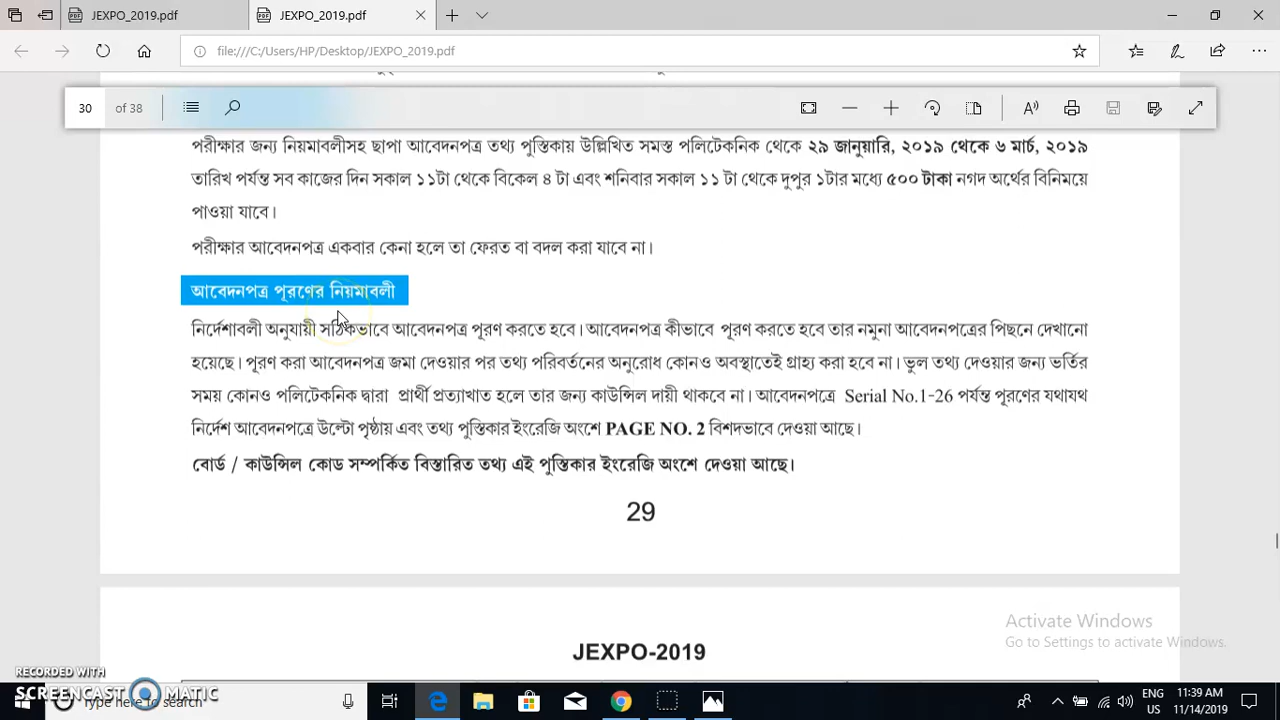 JEXPO_2019.pdf
JEXPO_2019.pdf
file:///C:/Users/HP/Desktop/JEXPO_2019.pdf
30 of 38
পরীক্ষার জন্য নিয়মাবলীসহ ছাপা আবেদনপত্র তথ্য পুস্তিকায় উল্লিখিত সমস্ত পলিটেকনিক থেকে ২৯ জানুয়ারি, ২০১৯ থেকে ৬ মার্চ, ২০১৯
তারিখ পর্যন্ত সব কাজের দিন সকাল ১১টা থেকে বিকেল ৪ টা এবং শনিবার সকাল ১১ টা থেকে দুপুর ১টার মধ্যে ৫০০ টাকা নগদ অর্থের বিনিময়ে
পাওয়া যাবে।
পরীক্ষার আবেদনপত্র একবার কেনা হলে তা ফেরত বা বদল করা যাবে না।
আবেদনপত্র পূরণের নিয়মাবলী
নির্দেশাবলী অনুযায়ী সঠিকভাবে আবেদনপত্র পূরণ করতে হবে। আবেদনপত্র কীভাবে পূরণ করতে হবে তার নমুনা আবেদনপত্রের পিছনে দেখানো
হয়েছে। পূরণ করা আবেদনপত্র জমা দেওয়ার পর তথ্য পরিবর্তনের অনুরোধ কোনও অবস্থাতেই গ্রাহ্য করা হবে না। ভুল তথ্য দেওয়ার জন্য ভর্তির
সময় কোনও পলিটেকনিক দ্বারা প্রার্থী প্রত্যাখাত হলে তার জন্য কাউন্সিল দায়ী থাকবে না। আবেদনপত্রে Serial No.1-26 পর্যন্ত পূরণের যথাযথ
নির্দেশ আবেদনপত্রে উল্টো পৃষ্ঠায় এবং তথ্য পুস্তিকার ইংরেজি অংশে PAGE NO. 2 বিশদভাবে দেওয়া আছে।
বোর্ড / কাউন্সিল কোড সম্পর্কিত বিস্তারিত তথ্য এই পুস্তিকার ইংরেজি অংশে দেওয়া আছে।
29
Activate Windows
Go to Settings to activate Windows.
JEXPO-2019
RECORDED WITH
SCREENCAST MATIC
Type here to search
ENG
US
11:39 AM
11/14/2019